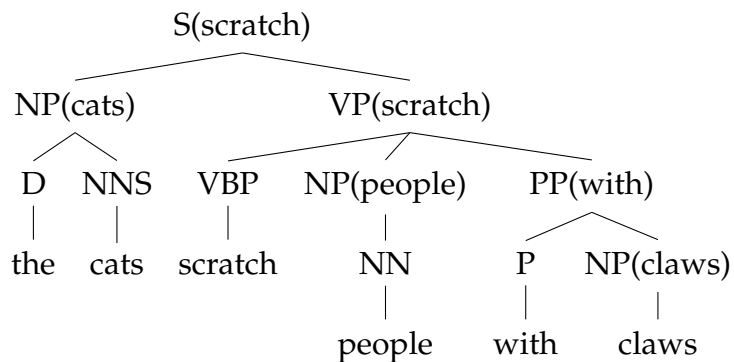 S(scratch)
NP(cats) VP(scratch)
D NNS VBP NP(people) PP(with)
the cats scratch NN P NP(claws)
people with claws